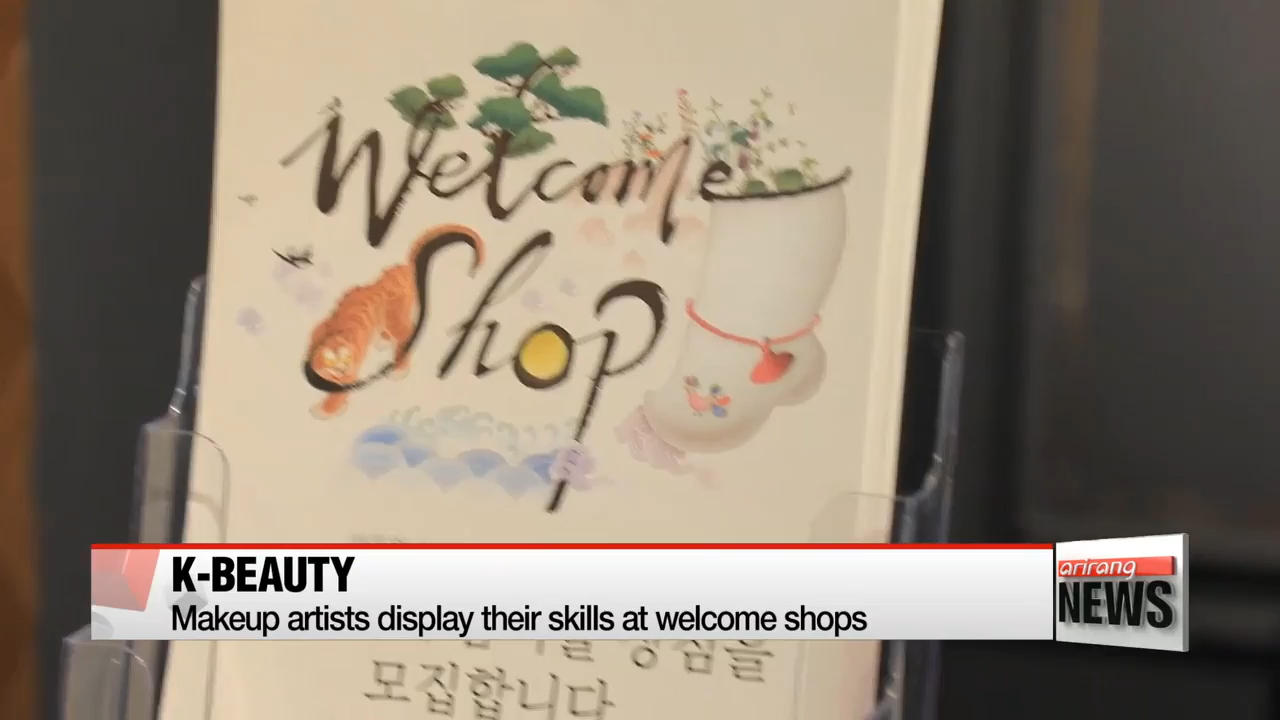 Welcome
Shop
K-BEAUTY
Makeup artists display their skills at welcome shops
arirang
NEWS
모집합니다